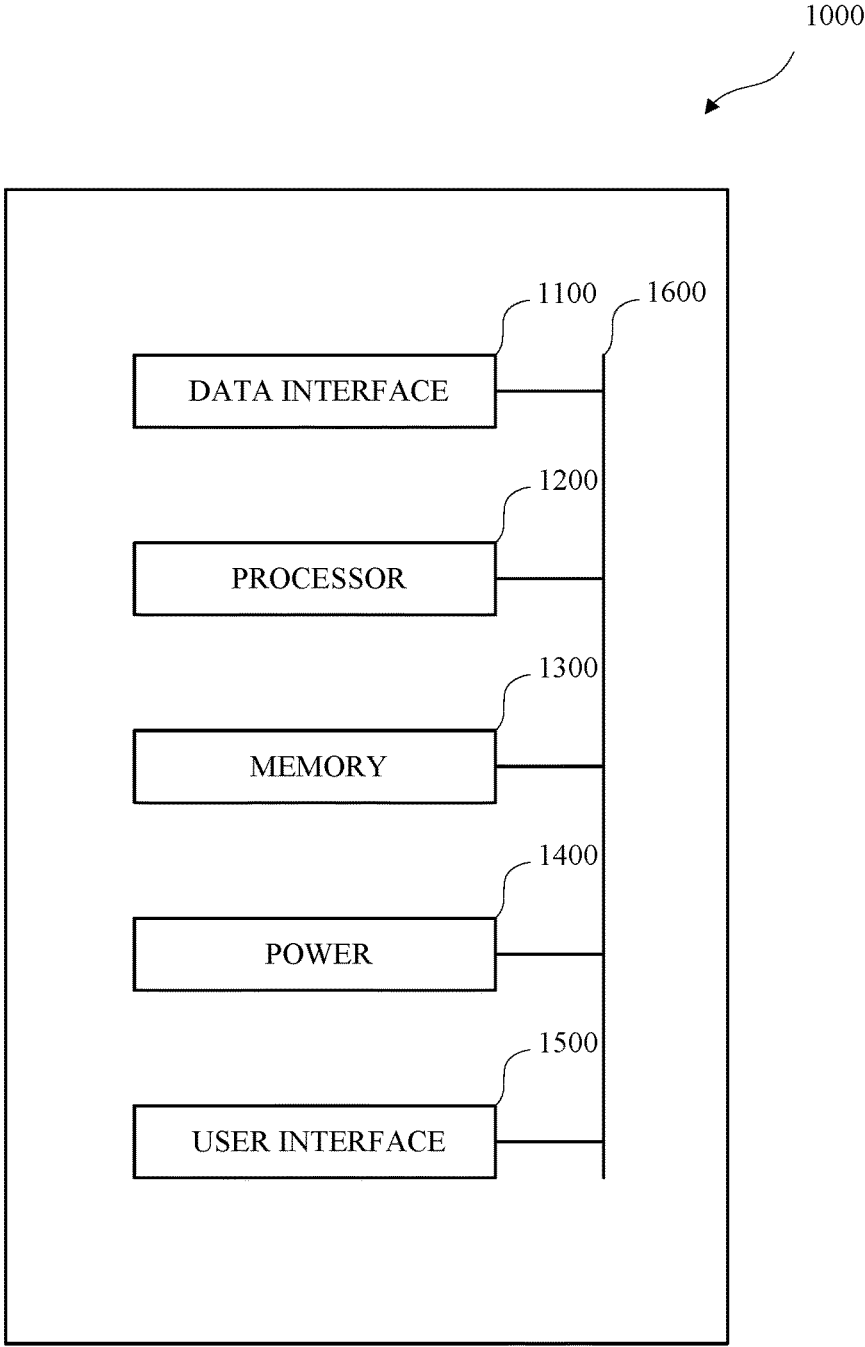 1000
1100
1600
DATA INTERFACE
1200
PROCESSOR
1300
MEMORY
1400
POWER
1500
USER INTERFACE